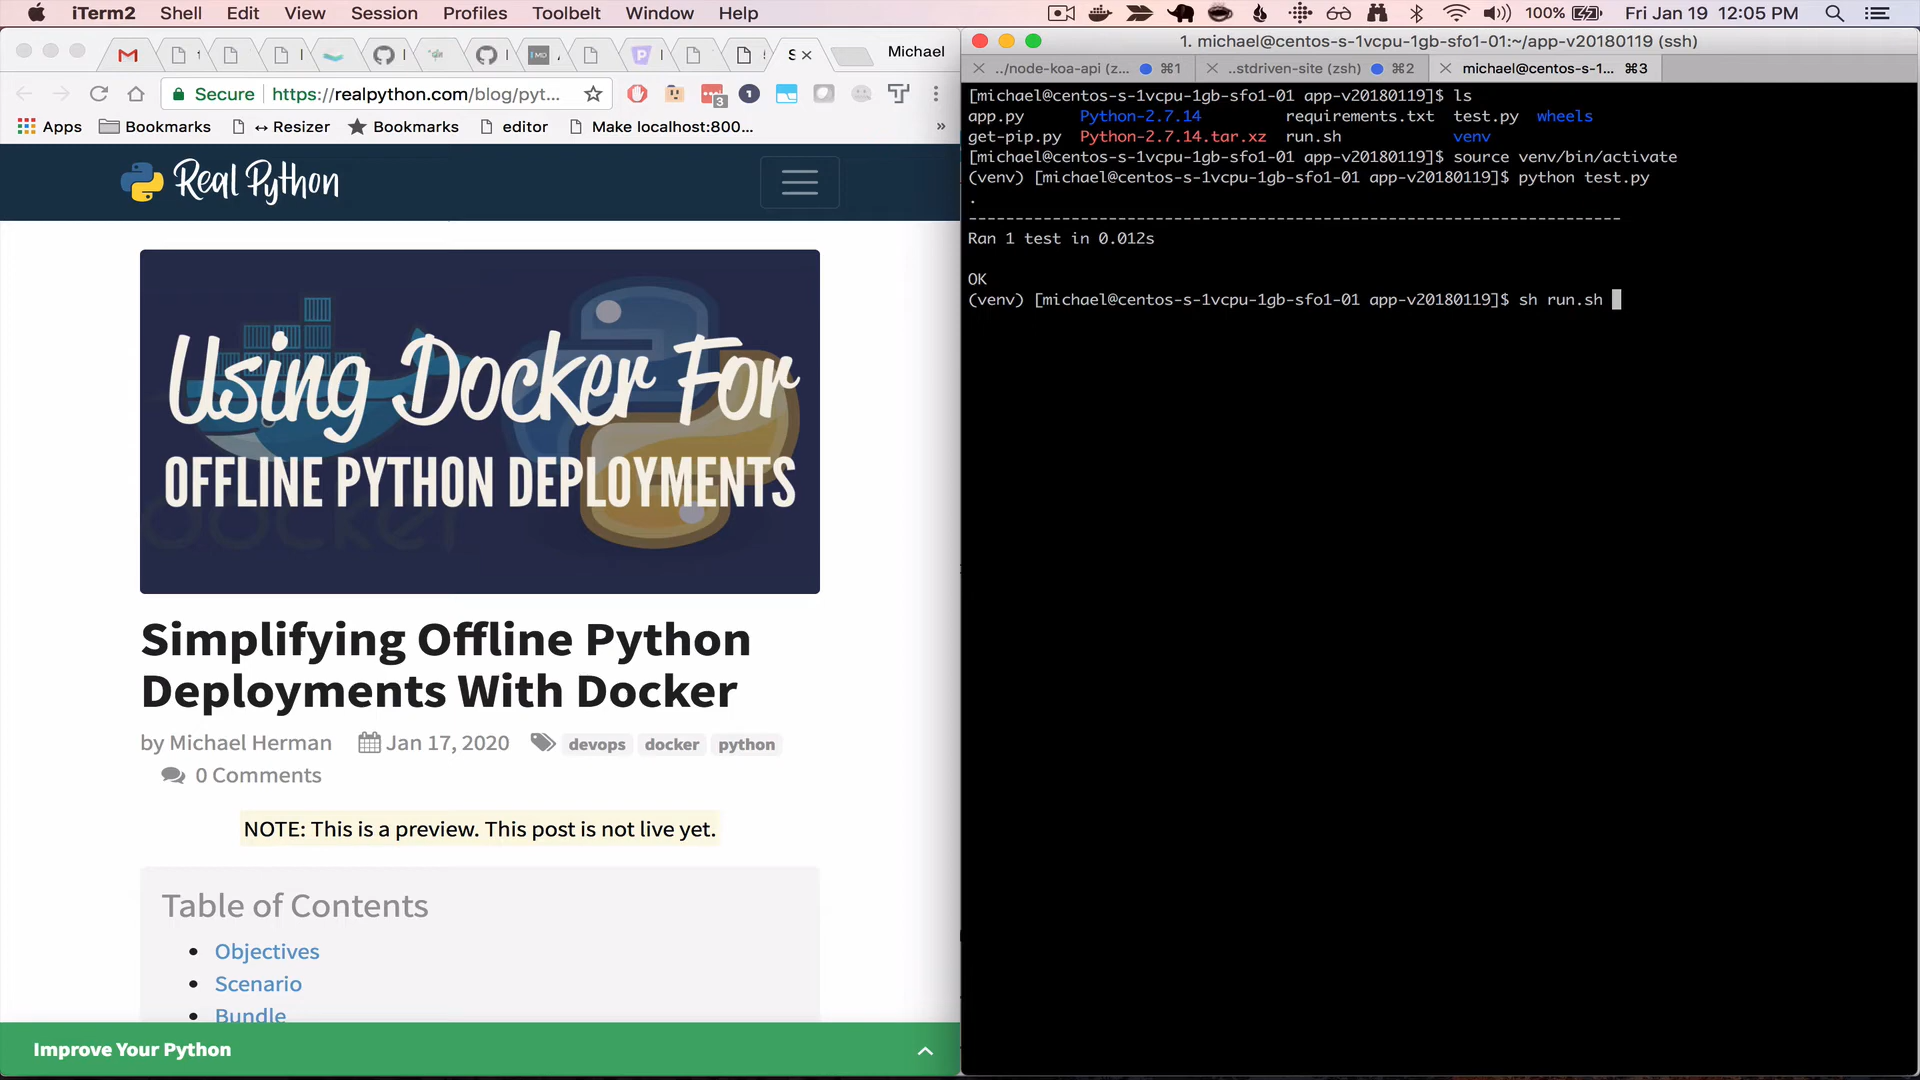 iTerm2 Shell Edit View Session Profiles Toolbelt Window Help
100% Fri Jan 19 12:05 PM
Michael
Secure https://realpython.com/blog/pyt...
3
1
Apps Bookmarks ↔ Resizer Bookmarks editor Make localhost:800... »
Real Python
Using Docker For
OFFLINE PYTHON DEPLOYMENTS
docker
Simplifying Offline Python
Deployments With Docker
by Michael Herman Jan 17, 2020 devops docker python
0 Comments
NOTE: This is a preview. This post is not live yet.
Table of Contents
• Objectives
• Scenario
• Bundle
Improve Your Python
1. michael@centos-s-1vcpu-1gb-sfo1-01:~/app-v20180119 (ssh)
../node-koa-api (z... ⌘1 ..stdriven-site (zsh) ⌘2 michael@centos-s-1... ⌘3
[michael@centos-s-1vcpu-1gb-sfo1-01 app-v20180119]$ ls
app.py Python-2.7.14 requirements.txt test.py wheels
get-pip.py Python-2.7.14.tar.xz run.sh venv
[michael@centos-s-1vcpu-1gb-sfo1-01 app-v20180119]$ source venv/bin/activate
(venv) [michael@centos-s-1vcpu-1gb-sfo1-01 app-v20180119]$ python test.py
.
----------------------------------------------------------------------
Ran 1 test in 0.012s
OK
(venv) [michael@centos-s-1vcpu-1gb-sfo1-01 app-v20180119]$ sh run.sh